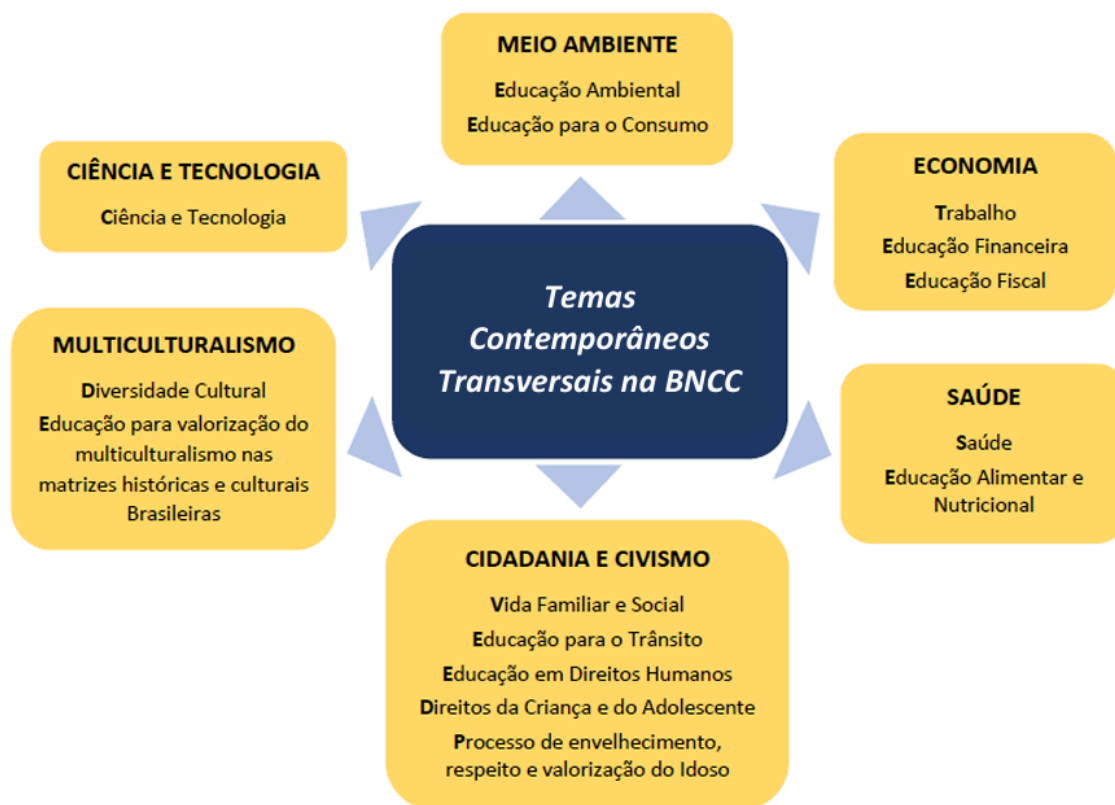 MEIO AMBIENTE
Educação Ambiental
Educação para o Consumo
CIÊNCIA E TECNOLOGIA
Ciência e Tecnologia
ECONOMIA
Trabalho
Educação Financeira
Educação Fiscal
Temas
Contemporâneos
Transversais na BNCC
MULTICULTURALISMO
Diversidade Cultural
Educação para valorização do
multiculturalismo nas
matrizes históricas e culturais
Brasileiras
SAÚDE
Saúde
Educação Alimentar e
Nutricional
CIDADANIA E CIVISMO
Vida Familiar e Social
Educação para o Trânsito
Educação em Direitos Humanos
Direitos da Criança e do Adolescente
Processo de envelhecimento,
respeito e valorização do Idoso